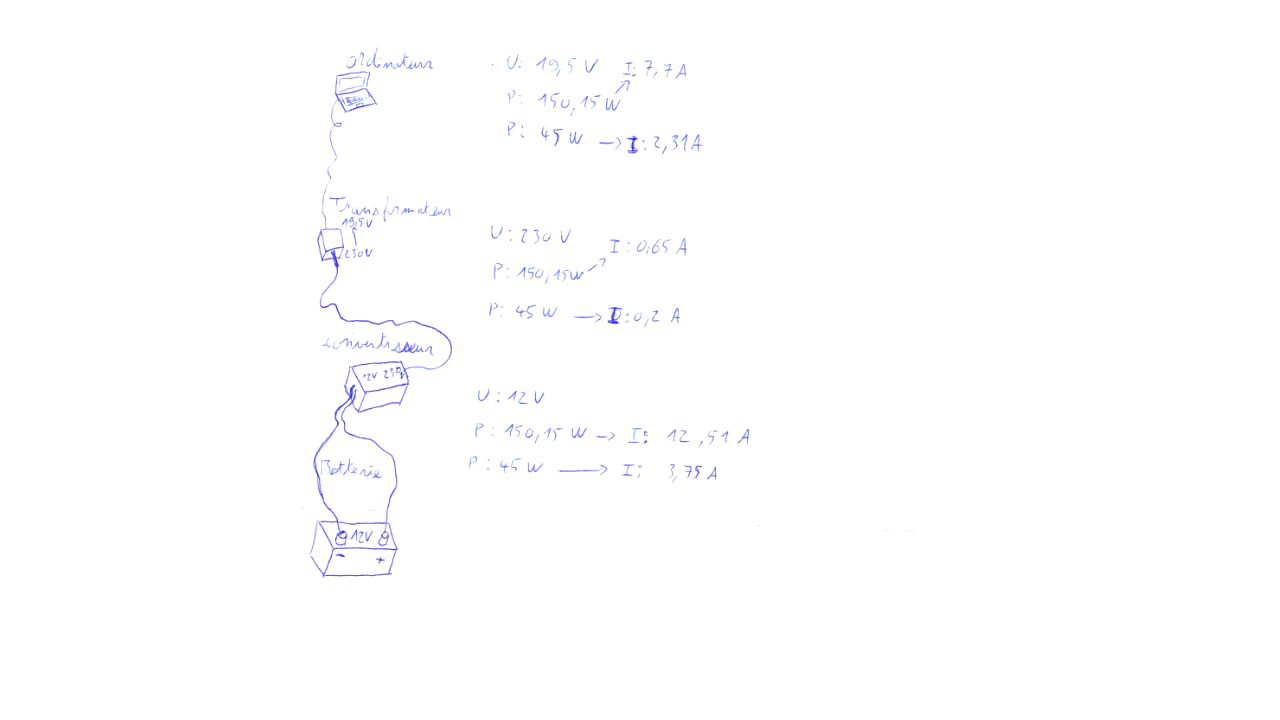 ordinateur
U: 19,5 V I: 7,7 A
P: 150,15 W
P: 45 W → I: 2,31 A
Transformateur
19,5V
230V
U: 230 V I: 0,65 A
P: 150,15W
P: 45 W → I: 0,2 A
convertisseur
12V 230
U: 12 V
P: 150,15 W → I: 12,51 A
P: 45 W → I: 3,75 A
Batterie
12V
- +